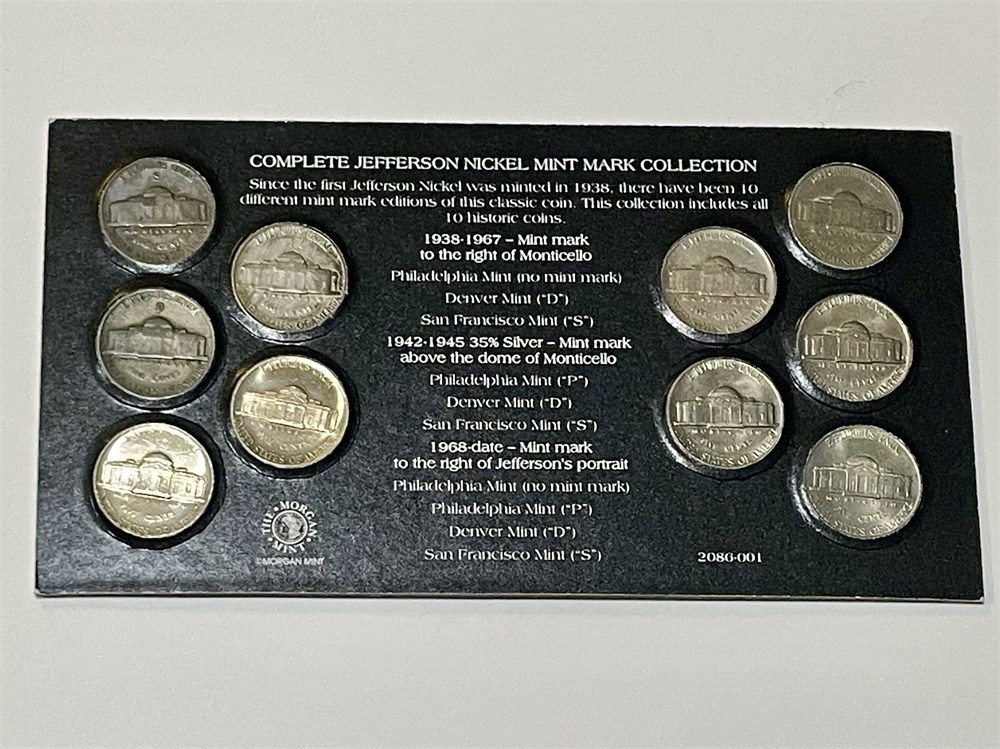 COMPLETE JEFFERSON NICKEL MINT MARK COLLECTION
Since the first Jefferson Nickel was minted in 1938, there have been 10
different mint mark editions of this classic coin. This collection includes all
10 historic coins.
1938-1967 – Mint mark
to the right of Monticello
Philadelphia Mint (no mint mark)
Denver Mint ("D")
San Francisco Mint ("S")
1942-1945 35% Silver – Mint mark
above the dome of Monticello
Philadelphia Mint ("P")
Denver Mint ("D")
San Francisco Mint ("S")
1968-date – Mint mark
to the right of Jefferson's portrait
Philadelphia Mint (no mint mark)
Philadelphia Mint ("P")
Denver Mint ("D")
San Francisco Mint ("S")
THE MORGAN MINT
©MORGAN MINT
2086-001